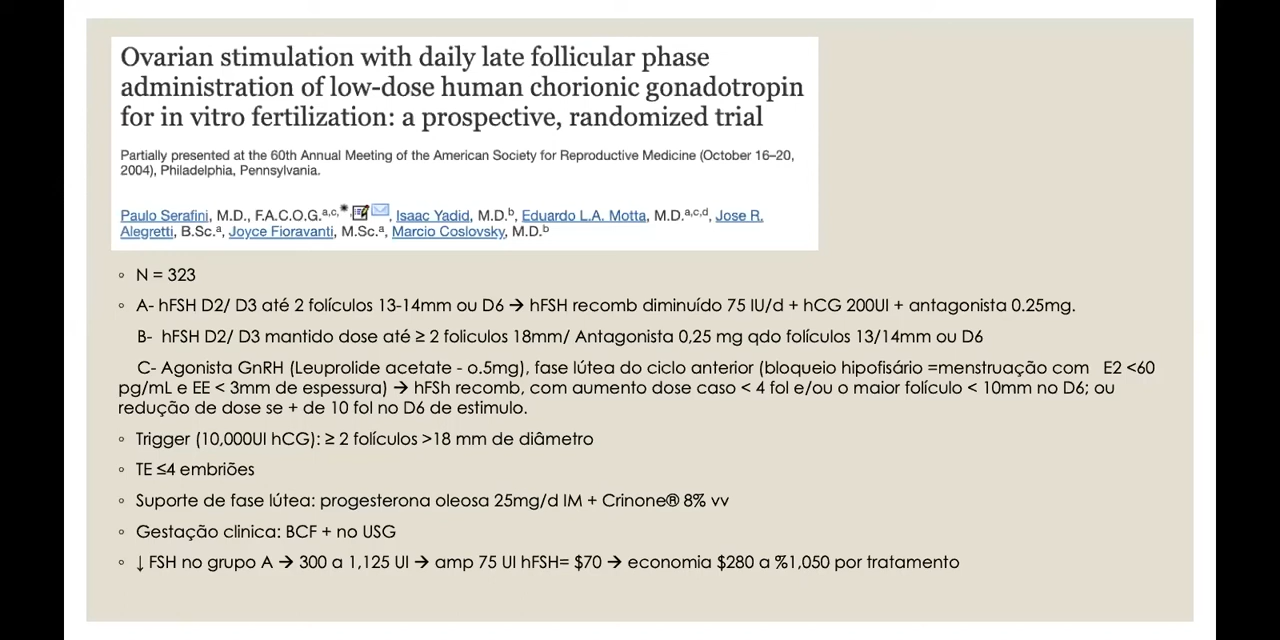 Ovarian stimulation with daily late follicular phase
administration of low-dose human chorionic gonadotropin
for in vitro fertilization: a prospective, randomized trial
Partially presented at the 60th Annual Meeting of the American Society for Reproductive Medicine (October 16–20,
2004), Philadelphia, Pennsylvania.
Paulo Serafini, M.D., F.A.C.O.G.a,c,*, Isaac Yadid, M.D.b, Eduardo L.A. Motta, M.D.a,c,d, Jose R.
Alegretti, B.Sc.a, Joyce Fioravanti, M.Sc.a, Marcio Coslovsky, M.D.b
◦ N = 323
◦ A- hFSH D2/ D3 até 2 folículos 13-14mm ou D6 → hFSH recomb diminuído 75 IU/d + hCG 200UI + antagonista 0.25mg.
B- hFSH D2/ D3 mantido dose até ≥ 2 foliculos 18mm/ Antagonista 0,25 mg qdo folículos 13/14mm ou D6
C- Agonista GnRH (Leuprolide acetate - o.5mg), fase lútea do ciclo anterior (bloqueio hipofisário =menstruação com E2 <60
pg/mL e EE < 3mm de espessura) → hFSh recomb, com aumento dose caso < 4 fol e/ou o maior folículo < 10mm no D6; ou
redução de dose se + de 10 fol no D6 de estimulo.
◦ Trigger (10,000UI hCG): ≥ 2 folículos >18 mm de diâmetro
◦ TE ≤4 embriões
◦ Suporte de fase lútea: progesterona oleosa 25mg/d IM + Crinone® 8% vv
◦ Gestação clinica: BCF + no USG
◦ ↓ FSH no grupo A → 300 a 1,125 UI → amp 75 UI hFSH= $70 → economia $280 a %1,050 por tratamento